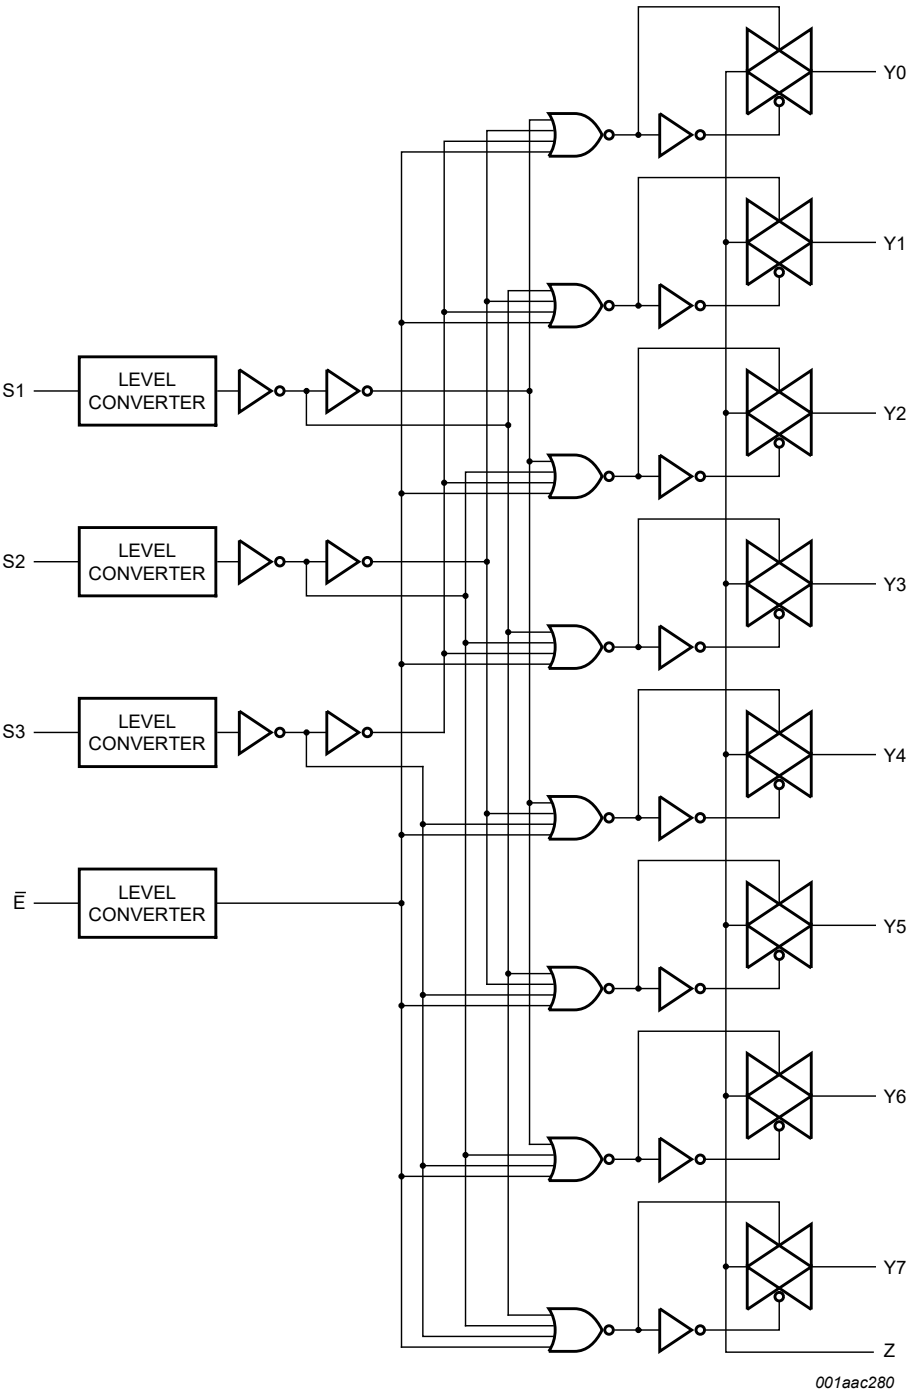 Y0
Y1
S1
LEVEL
CONVERTER
Y2
S2
LEVEL
CONVERTER
Y3
S3
LEVEL
CONVERTER
Y4
E̅
LEVEL
CONVERTER
Y5
Y6
Y7
Z
001aac280